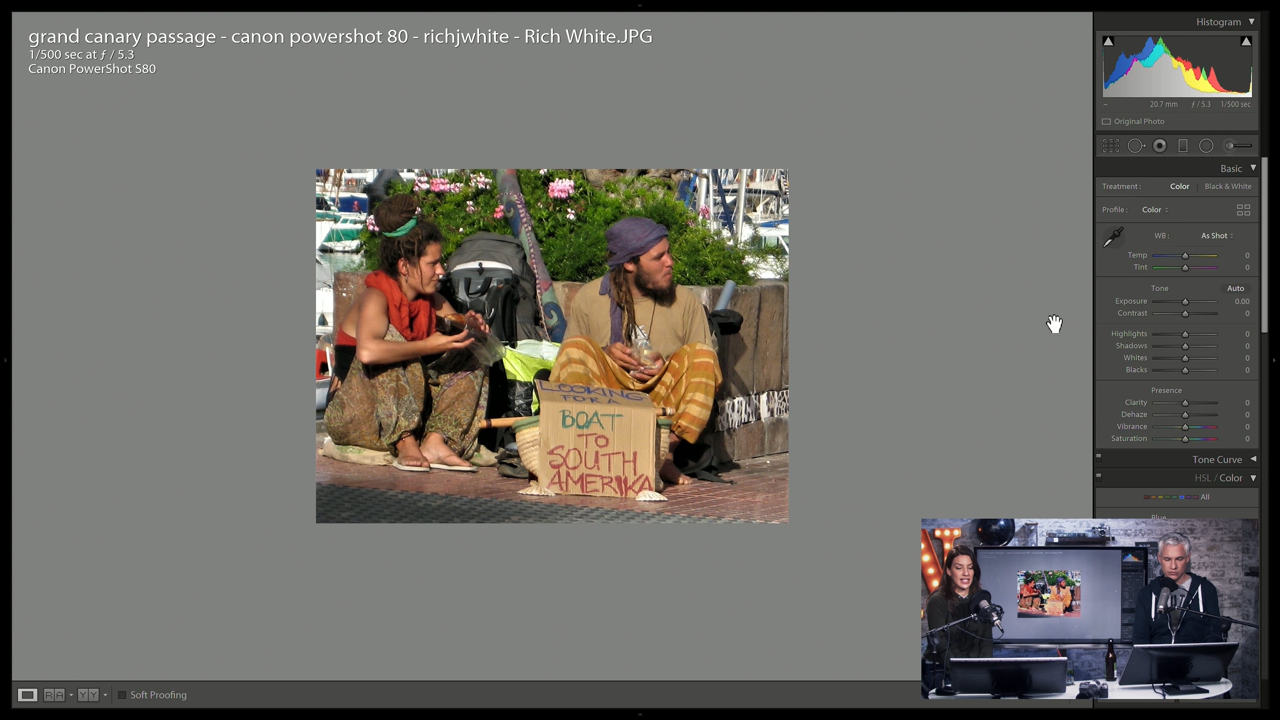 grand canary passage - canon powershot 80 - richjwhite - Rich White.JPG
1/500 sec at ƒ / 5.3
Canon PowerShot S80
LOOKING
FOR A
BOAT
TO
SOUTH
AMERIKA
Histogram
20.7 mm ƒ / 5.3 1/500 sec
Original Photo
Basic
Treatment : Color Black & White
Profile : Color
WB : As Shot
Temp 0
Tint 0
Tone Auto
Exposure 0.00
Contrast 0
Highlights 0
Shadows 0
Whites 0
Blacks 0
Presence
Clarity 0
Dehaze 0
Vibrance 0
Saturation 0
Tone Curve
HSL / Color
All
Blue
Soft Proofing